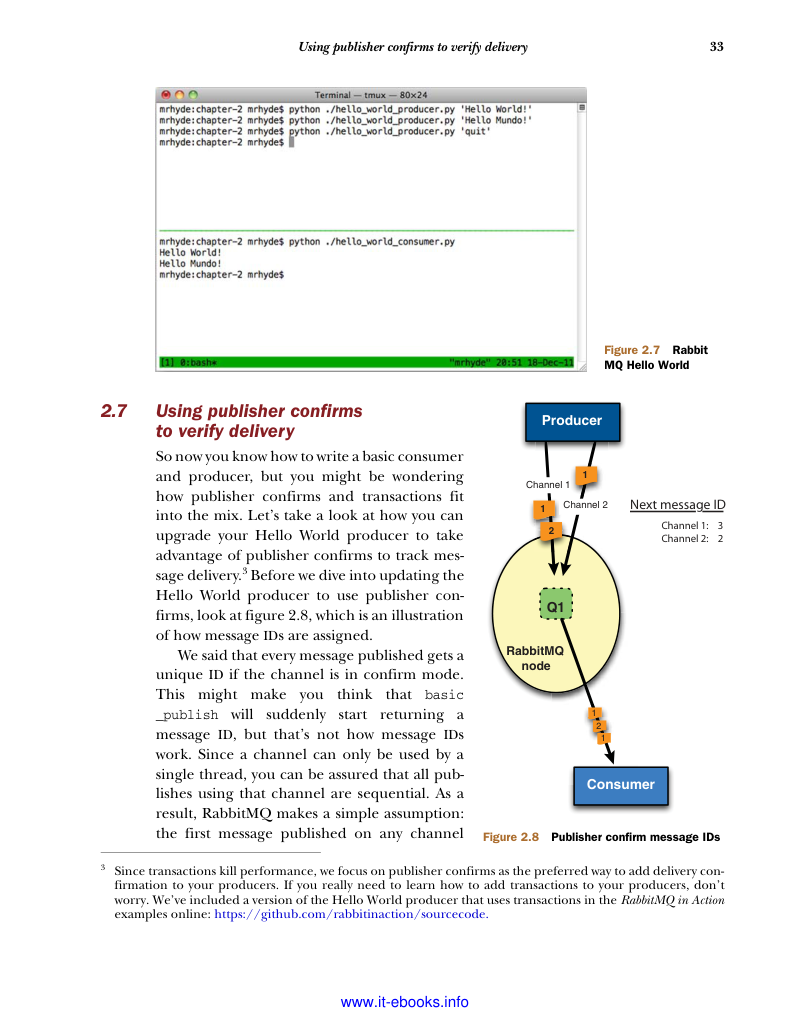 Using publisher confirms to verify delivery 33
Terminal — tmux — 80×24
mrhyde:chapter-2 mrhyde$ python ./hello_world_producer.py 'Hello World!'
mrhyde:chapter-2 mrhyde$ python ./hello_world_producer.py 'Hello Mundo!'
mrhyde:chapter-2 mrhyde$ python ./hello_world_producer.py 'quit'
mrhyde:chapter-2 mrhyde$
mrhyde:chapter-2 mrhyde$ python ./hello_world_consumer.py
Hello World!
Hello Mundo!
mrhyde:chapter-2 mrhyde$
[1] 0:bash* "mrhyde" 20:51 18-Dec-11
Figure 2.7 Rabbit
MQ Hello World
2.7 Using publisher confirms
to verify delivery
So now you know how to write a basic consumer
and producer, but you might be wondering
how publisher confirms and transactions fit
into the mix. Let's take a look at how you can
upgrade your Hello World producer to take
advantage of publisher confirms to track mes-
sage delivery.3 Before we dive into updating the
Hello World producer to use publisher con-
firms, look at figure 2.8, which is an illustration
of how message IDs are assigned.
We said that every message published gets a
unique ID if the channel is in confirm mode.
This might make you think that basic
_publish will suddenly start returning a
message ID, but that's not how message IDs
work. Since a channel can only be used by a
single thread, you can be assured that all pub-
lishes using that channel are sequential. As a
result, RabbitMQ makes a simple assumption:
the first message published on any channel
Producer
1
Channel 1
1
Channel 2
2
Next message ID
Channel 1: 3
Channel 2: 2
Q1
RabbitMQ
node
1
2
1
Consumer
Figure 2.8 Publisher confirm message IDs
3 Since transactions kill performance, we focus on publisher confirms as the preferred way to add delivery con-
firmation to your producers. If you really need to learn how to add transactions to your producers, don't
worry. We've included a version of the Hello World producer that uses transactions in the RabbitMQ in Action
examples online: https://github.com/rabbitinaction/sourcecode.
www.it-ebooks.info